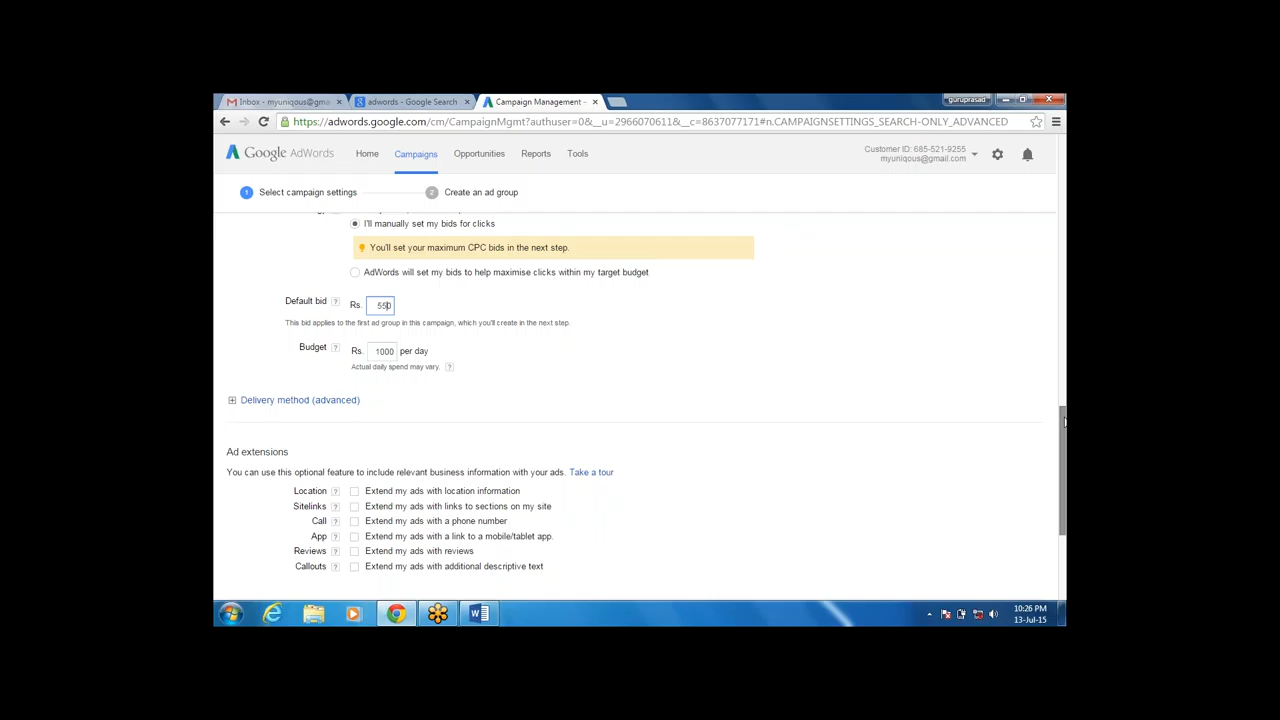 Inbox - myuniqous@gma
adwords - Google Search
Campaign Management -
guruprasad
https://adwords.google.com/cm/CampaignMgmt?authuser=0&__u=2966070611&__c=8637077171#n.CAMPAIGNSETTINGS_SEARCH-ONLY_ADVANCED
Google AdWords
Home
Campaigns
Opportunities
Reports
Tools
Customer ID: 685-521-9255
myuniqous@gmail.com
1 Select campaign settings
2 Create an ad group
I'll manually set my bids for clicks
You'll set your maximum CPC bids in the next step.
AdWords will set my bids to help maximise clicks within my target budget
Default bid ? Rs. 550
This bid applies to the first ad group in this campaign, which you'll create in the next step.
Budget ? Rs. 1000 per day
Actual daily spend may vary. ?
Delivery method (advanced)
Ad extensions
You can use this optional feature to include relevant business information with your ads. Take a tour
Location ? Extend my ads with location information
Sitelinks ? Extend my ads with links to sections on my site
Call ? Extend my ads with a phone number
App ? Extend my ads with a link to a mobile/tablet app.
Reviews ? Extend my ads with reviews
Callouts ? Extend my ads with additional descriptive text
10:26 PM
13-Jul-15